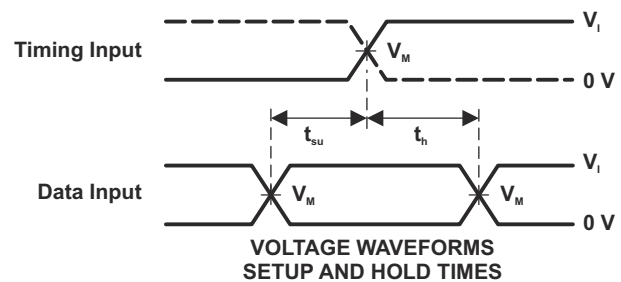 V_I
Timing Input
V_M
0 V
t_su
t_h
V_I
Data Input
V_M
V_M
0 V
VOLTAGE WAVEFORMS
SETUP AND HOLD TIMES